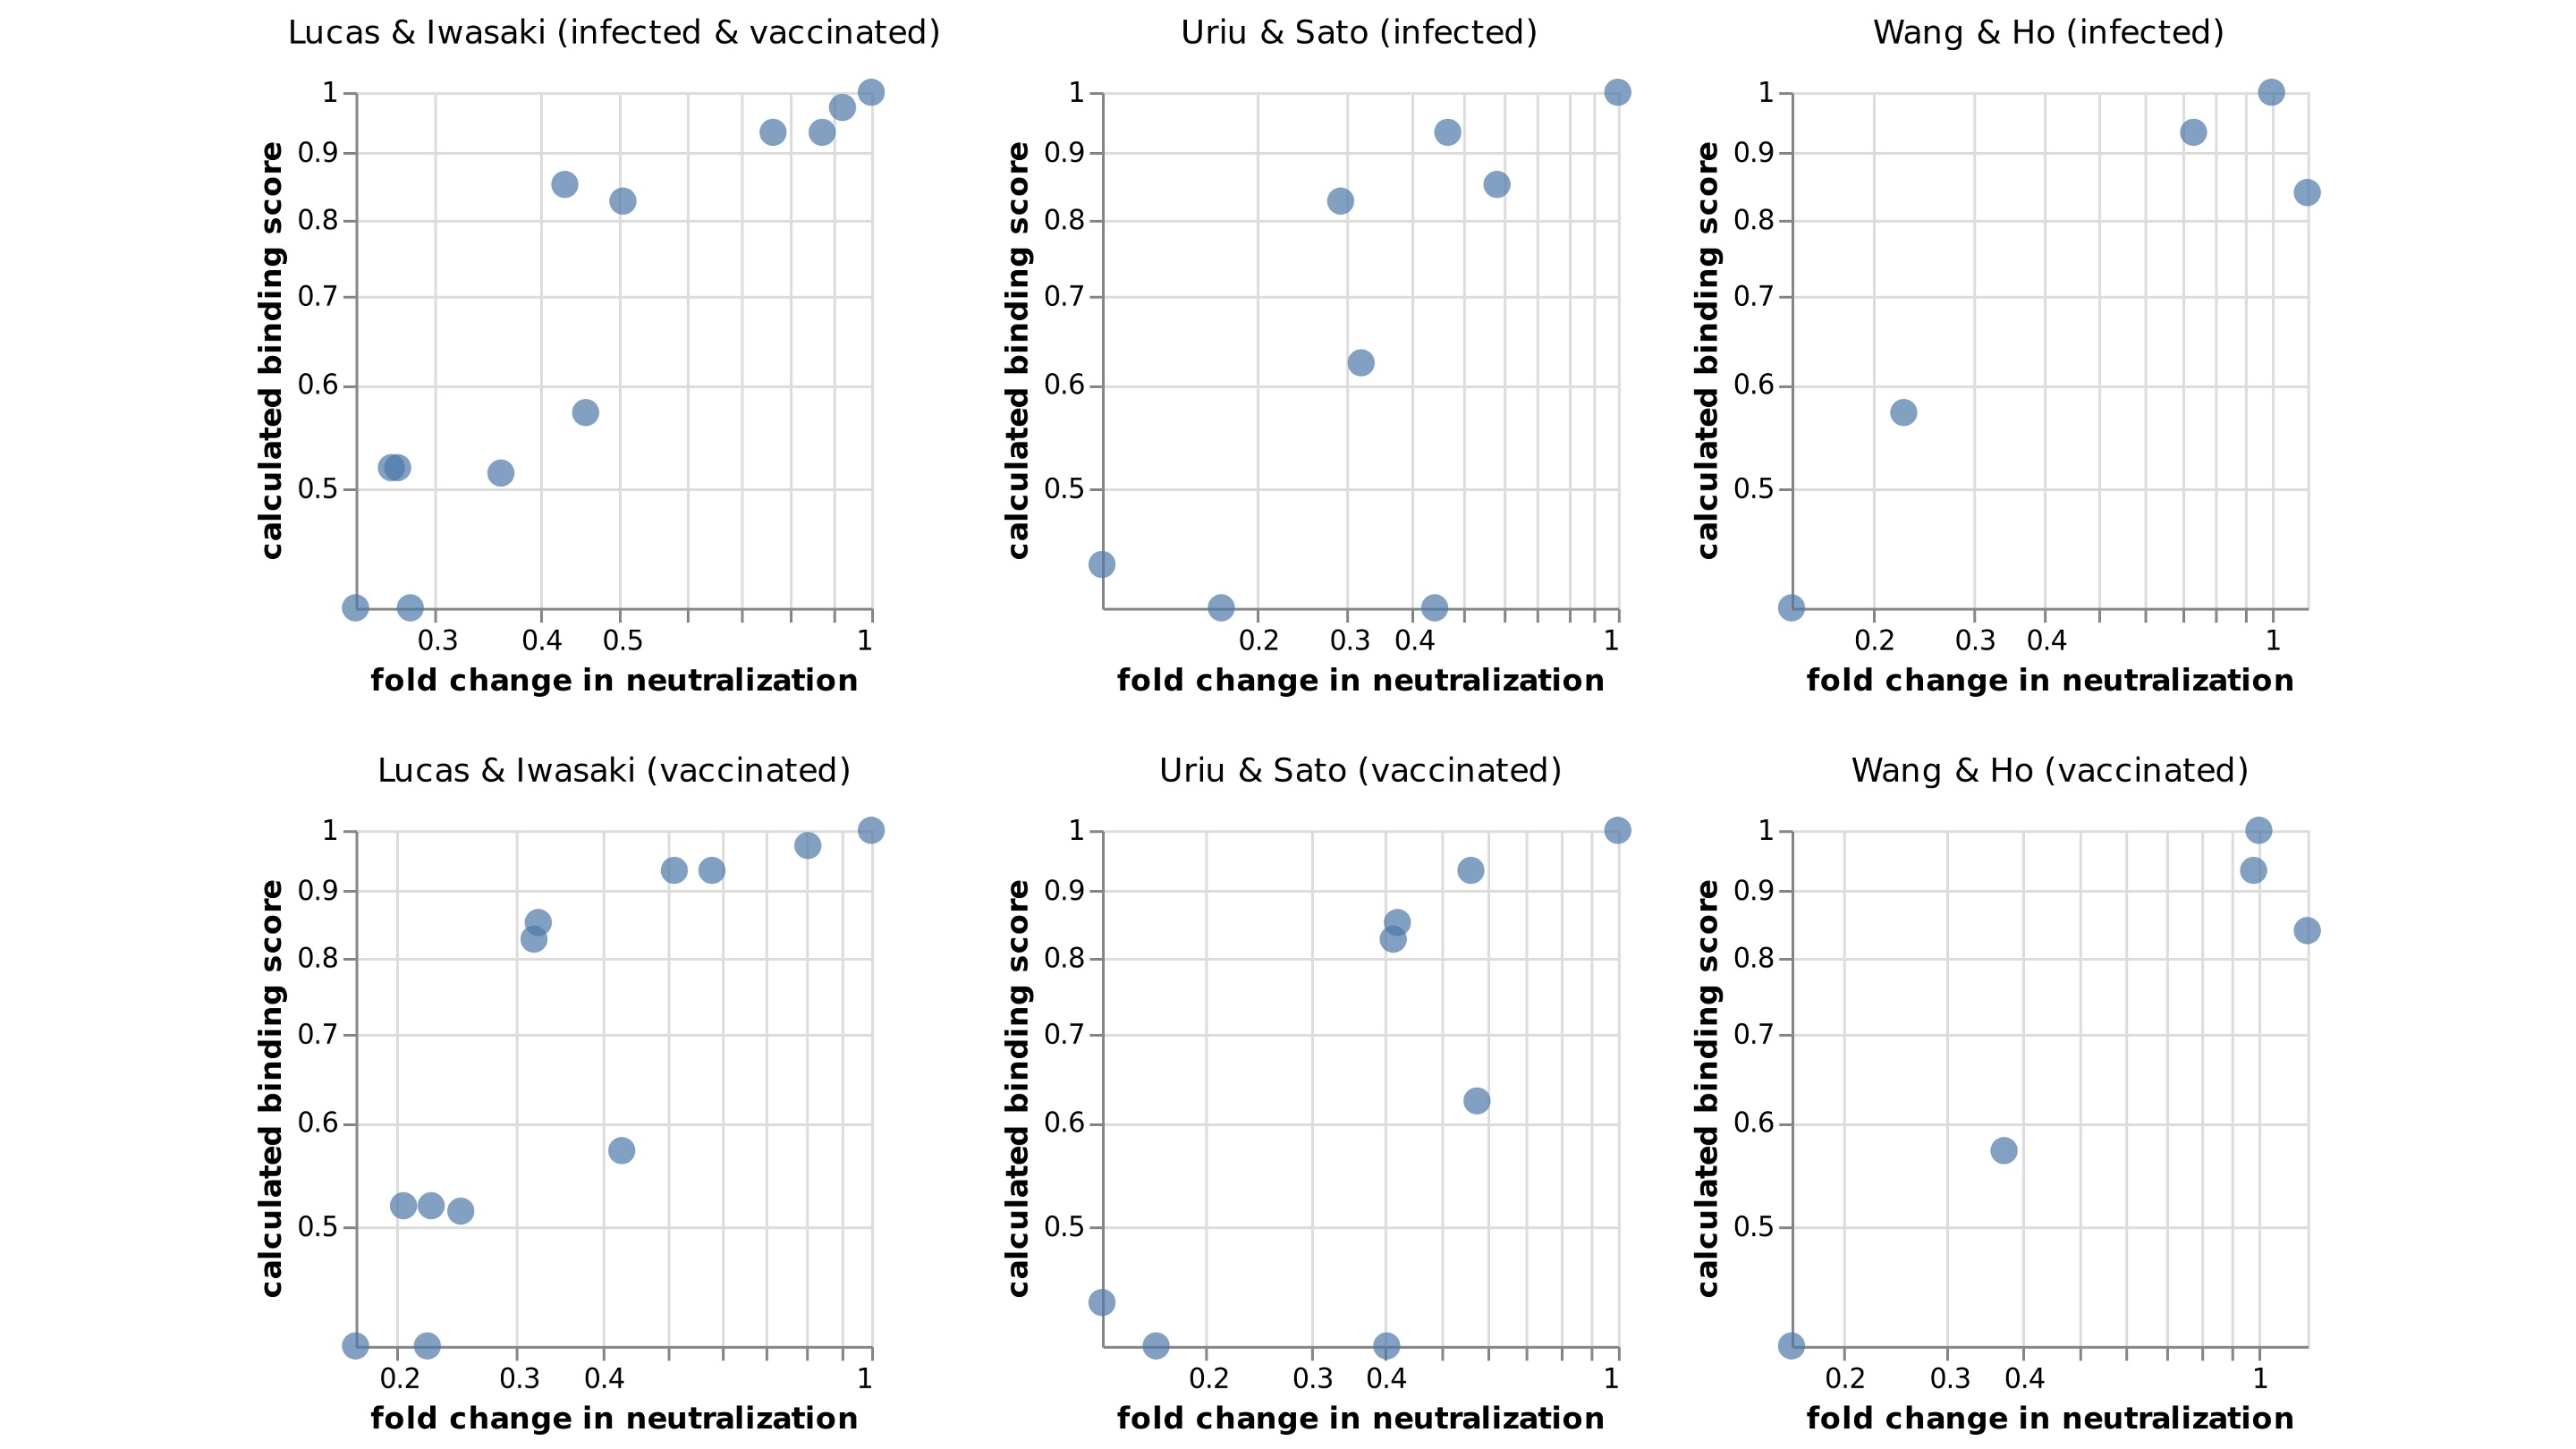 Lucas & Iwasaki (infected & vaccinated)
1
0.9
0.8
0.7
0.6
0.5
calculated binding score
0.3 0.4 0.5 1
fold change in neutralization
Uriu & Sato (infected)
1
0.9
0.8
0.7
0.6
0.5
calculated binding score
0.2 0.3 0.4 1
fold change in neutralization
Wang & Ho (infected)
1
0.9
0.8
0.7
0.6
0.5
calculated binding score
0.2 0.3 0.4 1
fold change in neutralization
Lucas & Iwasaki (vaccinated)
1
0.9
0.8
0.7
0.6
0.5
calculated binding score
0.2 0.3 0.4 1
fold change in neutralization
Uriu & Sato (vaccinated)
1
0.9
0.8
0.7
0.6
0.5
calculated binding score
0.2 0.3 0.4 1
fold change in neutralization
Wang & Ho (vaccinated)
1
0.9
0.8
0.7
0.6
0.5
calculated binding score
0.2 0.3 0.4 1
fold change in neutralization